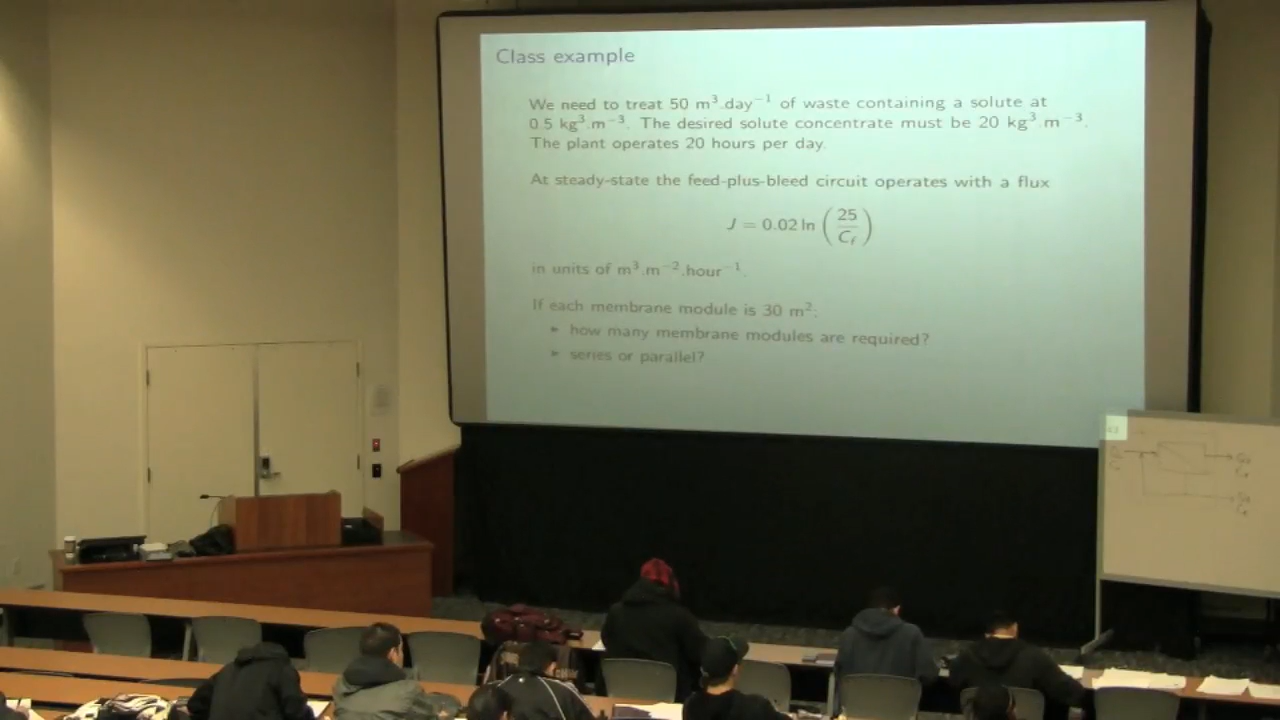 Class example
We need to treat 50 m³.day⁻¹ of waste containing a solute at
0.5 kg³.m⁻³. The desired solute concentrate must be 20 kg³.m⁻³.
The plant operates 20 hours per day.
At steady-state the feed-plus-bleed circuit operates with a flux
J = 0.02 ln (25/C_f)
in units of m³.m⁻².hour⁻¹.
If each membrane module is 30 m²:
▶ how many membrane modules are required?
▶ series or parallel?